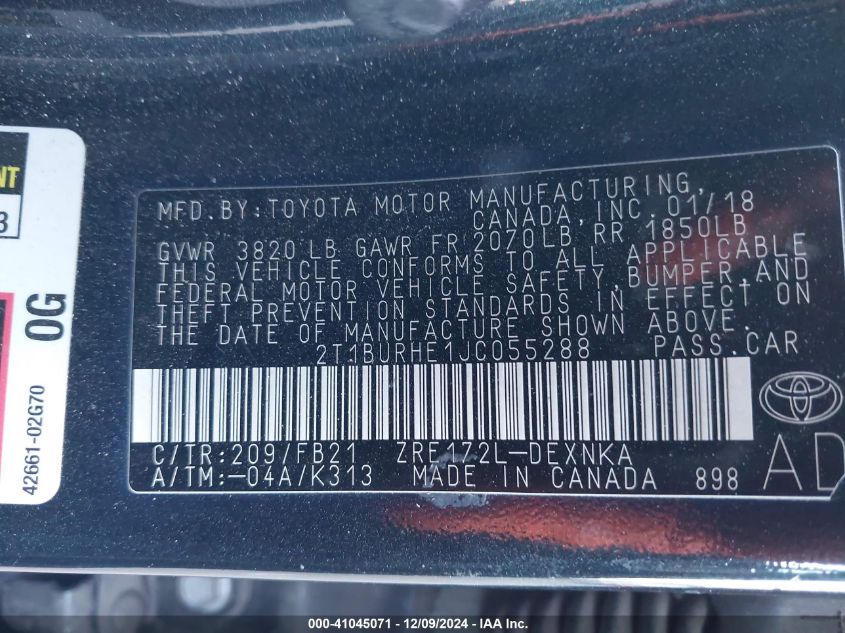 NT
3
0G
42661-02G70
MFD.BY:TOYOTA MOTOR MANUFACTURING,
CANADA,INC.01/18
GVWR 3820 LB GAWR FR 2070LB RR 1850LB
THIS VEHICLE CONFORMS TO ALL APPLICABLE
FEDERAL MOTOR VEHICLE SAFETY,BUMPER,AND
THEFT PREVENTION STANDARDS IN EFFECT ON
THE DATE OF MANUFACTURE SHOWN ABOVE.
2T1BURHE1JC055288 PASS.CAR
C/TR:209/FB21 ZRE172L-DEXNKA
A/TM:-04A/K313 MADE IN CANADA 898
AD
000-41045071 - 12/09/2024 - IAA Inc.